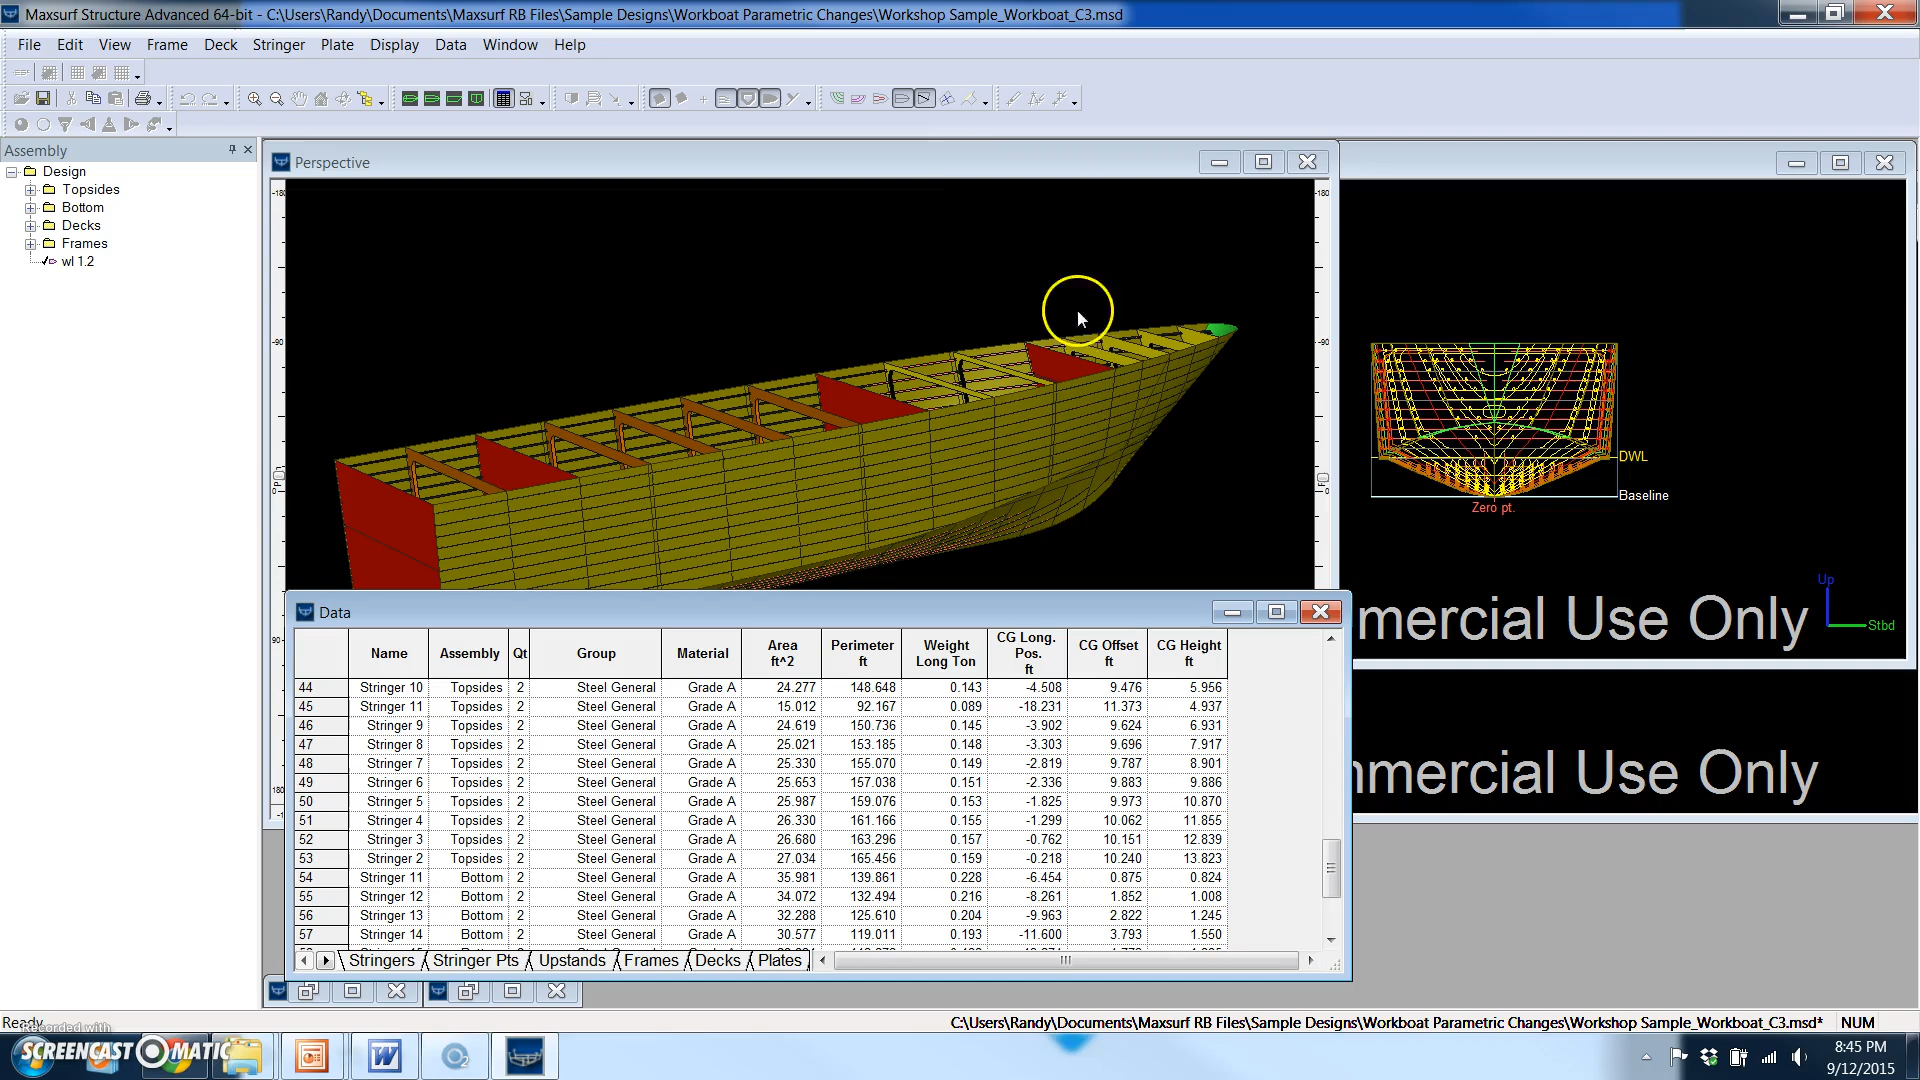 Maxsurf Structure Advanced 64-bit - C:\Users\Randy\Documents\Maxsurf RB Files\Sample Designs\Workboat Parametric Changes\Workshop Sample_Workboat_C3.msd
File Edit View Frame Deck Stringer Plate Display Data Window Help
Assembly
Design
Topsides
Bottom
Decks
Frames
wl 1.2
Perspective
-90
-90
DWL
Baseline
Zero pt.
Up
Stbd
mmercial Use Only
mmercial Use Only
Data
Name Assembly Qt Group Material Area ft^2 Perimeter ft Weight Long Ton CG Long. Pos. ft CG Offset ft CG Height ft
44 Stringer 10 Topsides 2 Steel General Grade A 24.277 148.648 0.143 -4.508 9.476 5.956
45 Stringer 11 Topsides 2 Steel General Grade A 15.012 92.167 0.089 -18.231 11.373 4.937
46 Stringer 9 Topsides 2 Steel General Grade A 24.619 150.736 0.145 -3.902 9.624 6.931
47 Stringer 8 Topsides 2 Steel General Grade A 25.021 153.185 0.148 -3.303 9.696 7.917
48 Stringer 7 Topsides 2 Steel General Grade A 25.330 155.070 0.149 -2.819 9.787 8.901
49 Stringer 6 Topsides 2 Steel General Grade A 25.653 157.038 0.151 -2.336 9.883 9.886
50 Stringer 5 Topsides 2 Steel General Grade A 25.987 159.076 0.153 -1.825 9.973 10.870
51 Stringer 4 Topsides 2 Steel General Grade A 26.330 161.166 0.155 -1.299 10.062 11.855
52 Stringer 3 Topsides 2 Steel General Grade A 26.680 163.296 0.157 -0.762 10.151 12.839
53 Stringer 2 Topsides 2 Steel General Grade A 27.034 165.456 0.159 -0.218 10.240 13.823
54 Stringer 11 Bottom 2 Steel General Grade A 35.981 139.861 0.228 -6.454 0.875 0.824
55 Stringer 12 Bottom 2 Steel General Grade A 34.072 132.494 0.216 -8.261 1.852 1.008
56 Stringer 13 Bottom 2 Steel General Grade A 32.288 125.610 0.204 -9.963 2.822 1.245
57 Stringer 14 Bottom 2 Steel General Grade A 30.577 119.011 0.193 -11.600 3.793 1.550
Stringers Stringer Pts Upstands Frames Decks Plates
Ready
C:\Users\Randy\Documents\Maxsurf RB Files\Sample Designs\Workboat Parametric Changes\Workshop Sample_Workboat_C3.msd* NUM
Recorded with
SCREENCAST MATIC
8:45 PM
9/12/2015